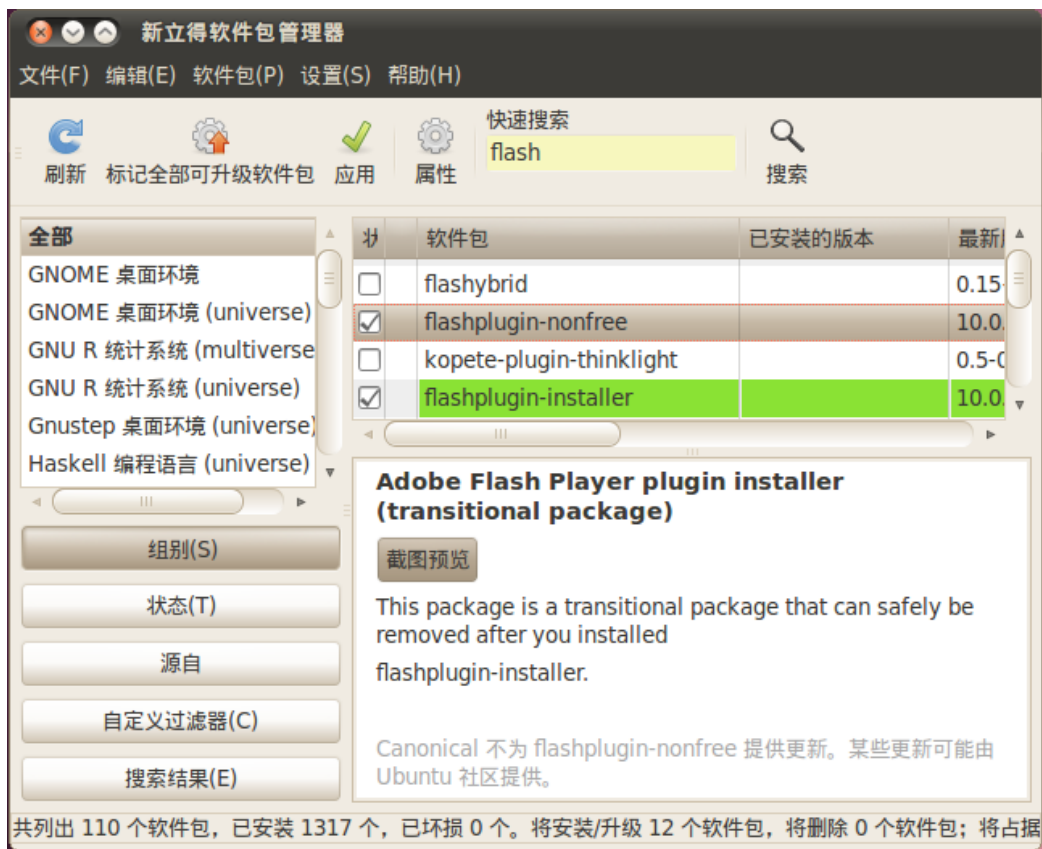 新立得软件包管理器
文件(F) 编辑(E) 软件包(P) 设置(S) 帮助(H)
刷新 标记全部可升级软件包 应用 属性
快速搜索
flash
搜索
全部
GNOME 桌面环境
GNOME 桌面环境 (universe)
GNU R 统计系统 (multiverse
GNU R 统计系统 (universe)
Gnustep 桌面环境 (universe)
Haskell 编程语言 (universe)
组别(S)
状态(T)
源自
自定义过滤器(C)
搜索结果(E)
软件包 已安装的版本 最新
flashybrid 0.15-
flashplugin-nonfree 10.0.
kopete-plugin-thinklight 0.5-0
flashplugin-installer 10.0.
Adobe Flash Player plugin installer
(transitional package)
截图预览
This package is a transitional package that can safely be
removed after you installed
flashplugin-installer.
Canonical 不为 flashplugin-nonfree 提供更新。某些更新可能由
Ubuntu 社区提供。
共列出 110 个软件包，已安装 1317 个，已坏损 0 个。将安装/升级 12 个软件包，将删除 0 个软件包；将占据